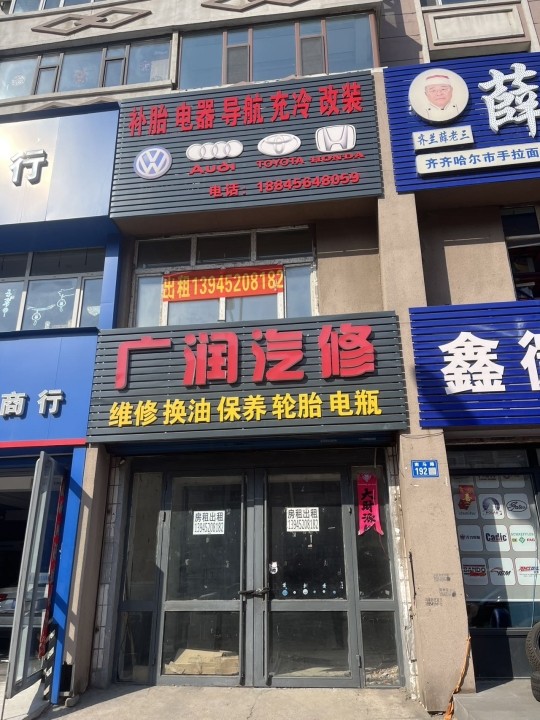 补胎 电器 导航 充冷 改装
Audi
TOYOTA
HONDA
电话：18845648059
行
薛
齐兰薛老三
齐齐哈尔市手拉面
出租13945208182
广润汽修
维修 换油 保养 轮胎 电瓶
商行
鑫
192
房租出租
13945208182
房租出租
13945208182
Cadic